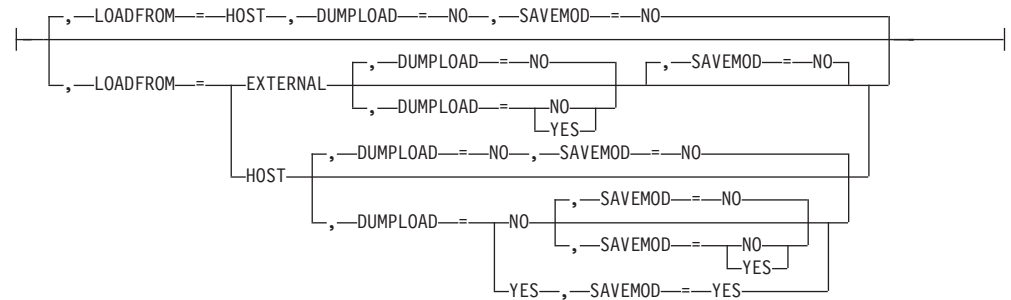 , LOADFROM = HOST , DUMPLOAD = NO , SAVEMOD = NO
, DUMPLOAD = NO , SAVEMOD = NO
, LOADFROM = EXTERNAL
, DUMPLOAD = NO
YES
, DUMPLOAD = NO , SAVEMOD = NO
HOST
, SAVEMOD = NO
, DUMPLOAD = NO
, SAVEMOD = NO
YES
YES , SAVEMOD = YES